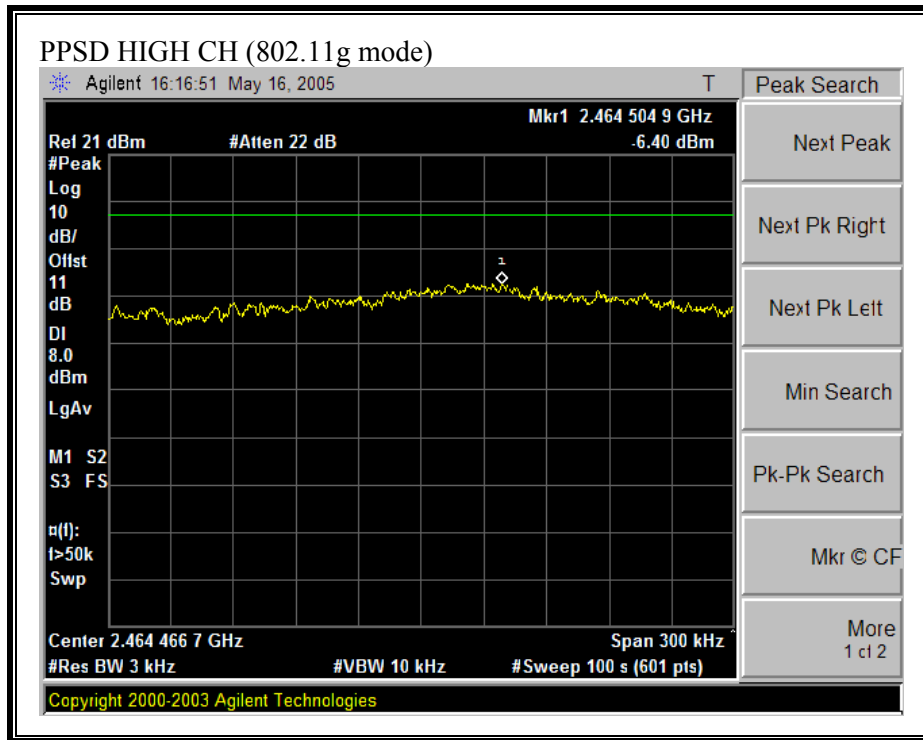 PPSD HIGH CH (802.11g mode)
Agilent 16:16:51 May 16, 2005 T
Peak Search
Mkr1 2.464 504 9 GHz
Ref 21 dBm #Atten 22 dB -6.40 dBm
#Peak
Log
10
dB/
Offst
11
dB
DI
8.0
dBm
LgAv
M1 S2
S3 FS
¤(f):
f>50k
Swp
1
Center 2.464 466 7 GHz Span 300 kHz
#Res BW 3 kHz #VBW 10 kHz #Sweep 100 s (601 pts)
Copyright 2000-2003 Agilent Technologies
Next Peak
Next Pk Right
Next Pk Left
Min Search
Pk-Pk Search
Mkr © CF
More
1 of 2